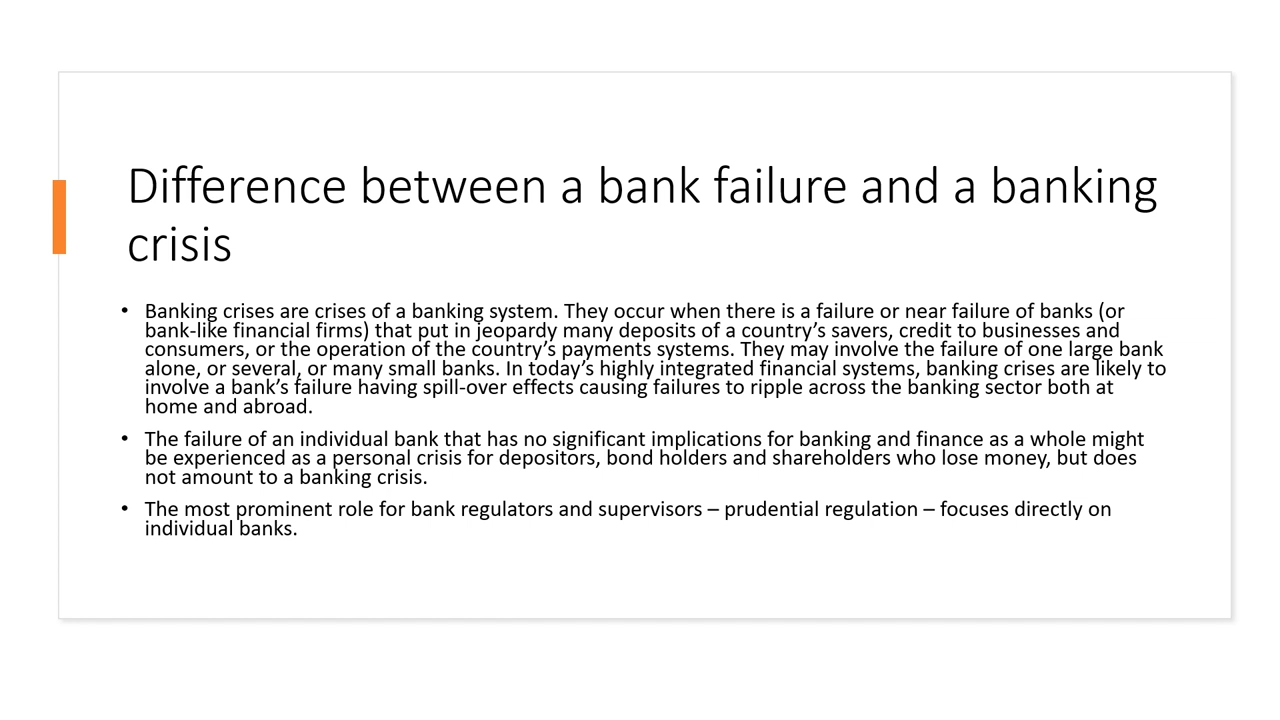 Difference between a bank failure and a banking
crisis
• Banking crises are crises of a banking system. They occur when there is a failure or near failure of banks (or
bank-like financial firms) that put in jeopardy many deposits of a country’s savers, credit to businesses and
consumers, or the operation of the country’s payments systems. They may involve the failure of one large bank
alone, or several, or many small banks. In today’s highly integrated financial systems, banking crises are likely to
involve a bank’s failure having spill-over effects causing failures to ripple across the banking sector both at
home and abroad.
• The failure of an individual bank that has no significant implications for banking and finance as a whole might
be experienced as a personal crisis for depositors, bond holders and shareholders who lose money, but does
not amount to a banking crisis.
• The most prominent role for bank regulators and supervisors – prudential regulation – focuses directly on
individual banks.